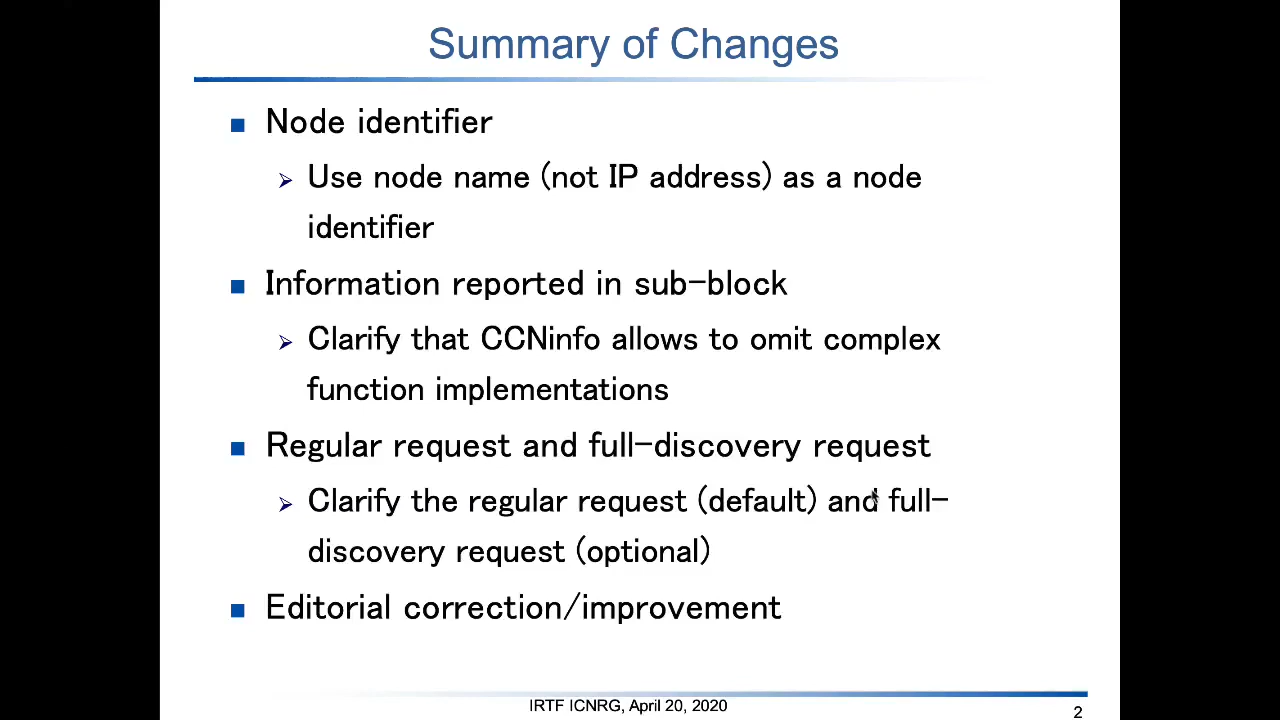 Summary of Changes
Node identifier
Use node name (not IP address) as a node
identifier
Information reported in sub-block
Clarify that CCNinfo allows to omit complex
function implementations
Regular request and full-discovery request
Clarify the regular request (default) and full-
discovery request (optional)
Editorial correction/improvement
IRTF ICNRG, April 20, 2020
2